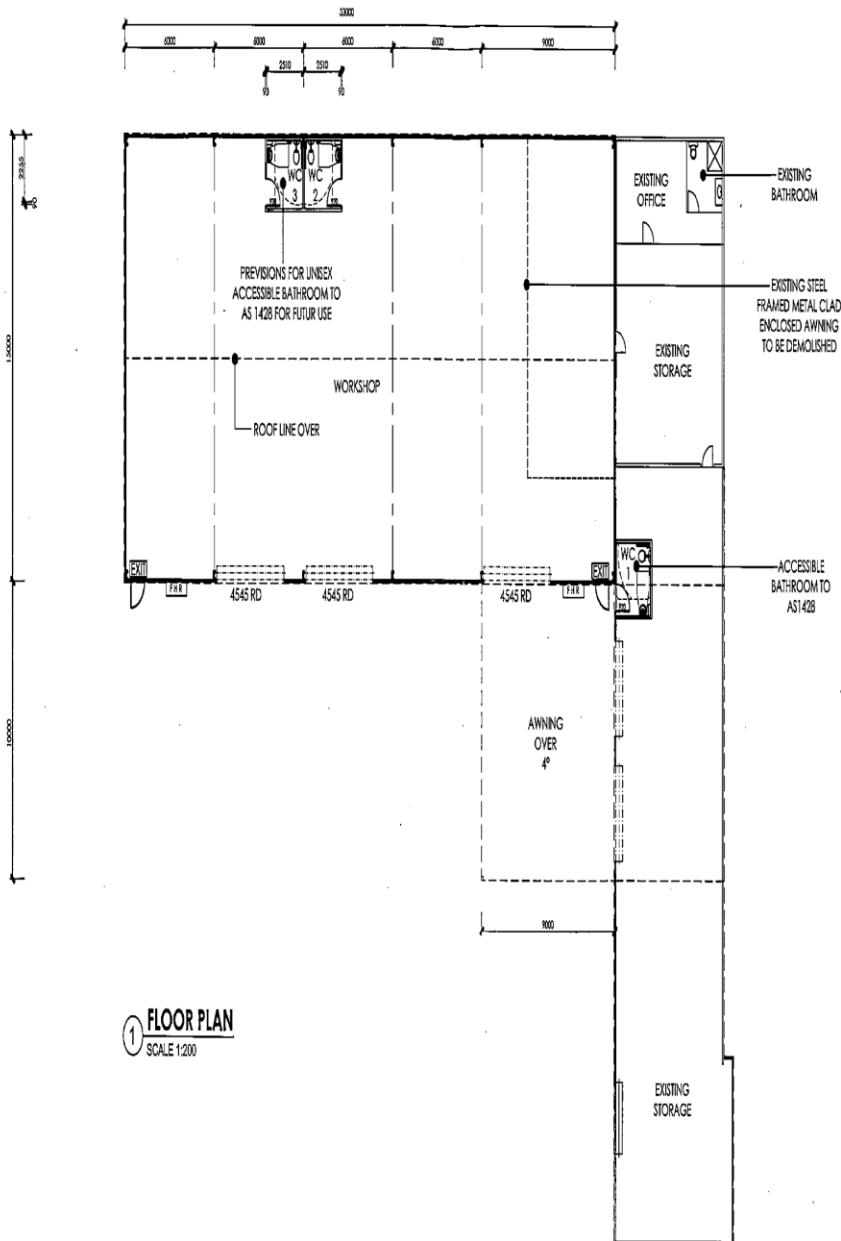 33000
6000
6000
6000
6000
9000
2510
2510
90
90
2235
90
15000
10000
WC
3
WC
2
EXISTING
OFFICE
EXISTING
BATHROOM
PREVISIONS FOR UNISEX
ACCESSIBLE BATHROOM TO
AS 1428 FOR FUTUR USE
EXISTING STEEL
FRAMED METAL CLAD
ENCLOSED AWNING
TO BE DEMOLISHED
EXISTING
STORAGE
WORKSHOP
ROOF LINE OVER
EXIT
FHR
4545 RD
4545 RD
4545 RD
FHR
EXIT
WC
1
ACCESSIBLE
BATHROOM TO
AS1428
AWNING
OVER
4°
9000
1
FLOOR PLAN
SCALE 1:200
EXISTING
STORAGE